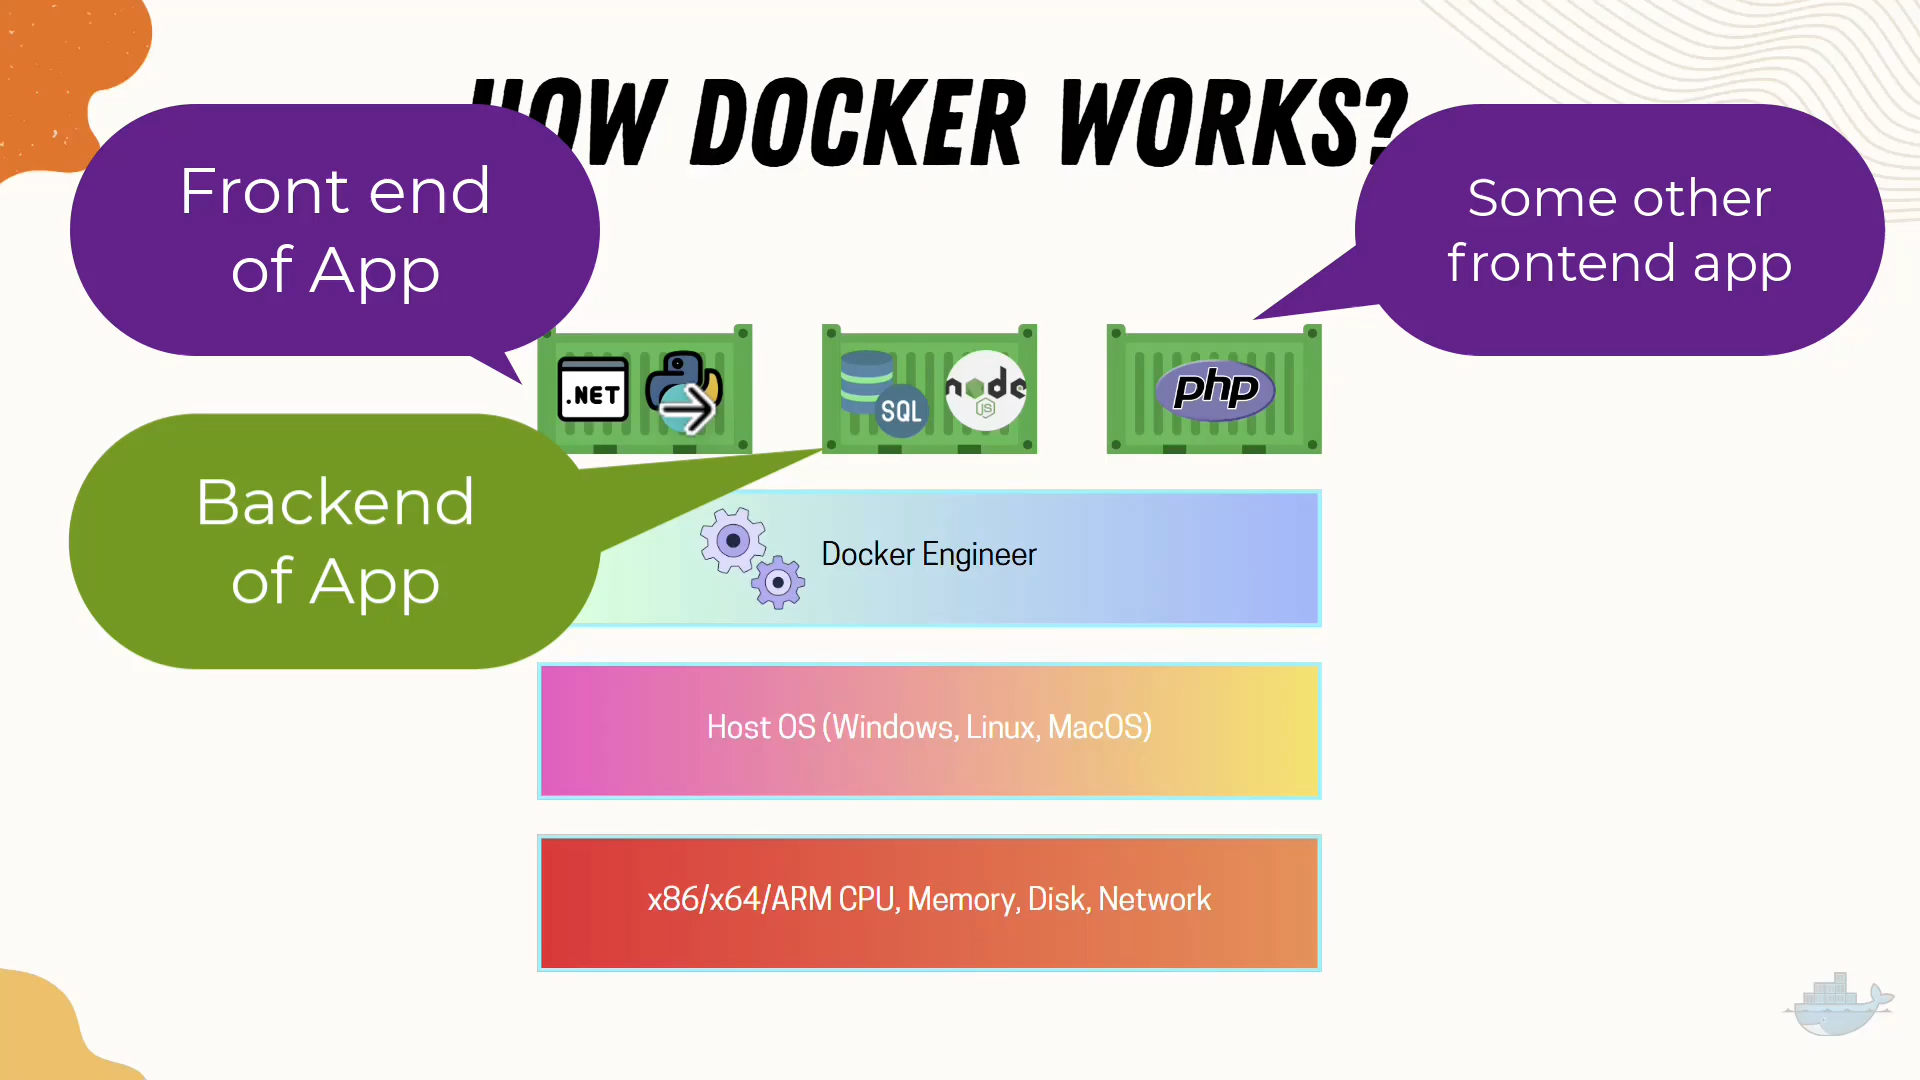 HOW DOCKER WORKS?
Front end
of App
Some other
frontend app
.NET
SQL
node
JS
php
Backend
of App
Docker Engineer
Host OS (Windows, Linux, MacOS)
x86/x64/ARM CPU, Memory, Disk, Network